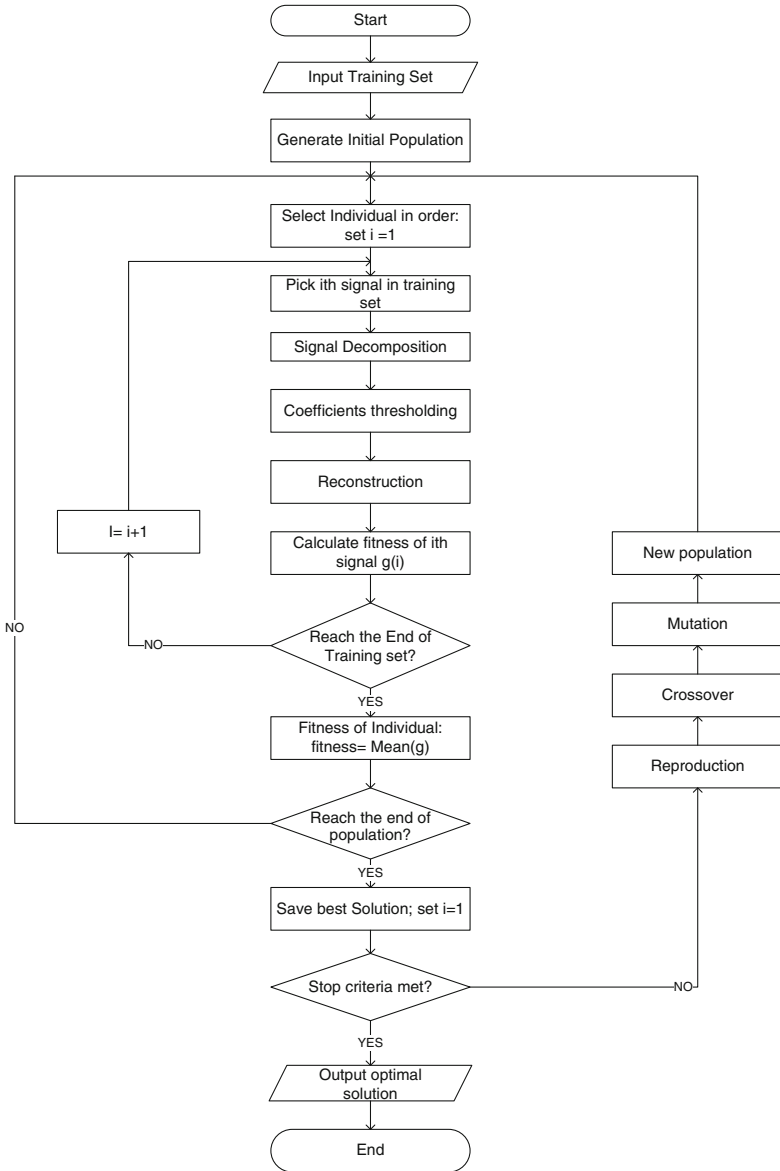 Start
Input Training Set
Generate Initial Population
Select Individual in order:
set i =1
Pick ith signal in training
set
Signal Decomposition
Coefficients thresholding
Reconstruction
I= i+1
Calculate fitness of ith
signal g(i)
New population
NO
Reach the End of
Training set?
NO
Mutation
YES
Crossover
Fitness of Individual:
fitness= Mean(g)
Reproduction
Reach the end of
population?
YES
Save best Solution; set i=1
Stop criteria met?
NO
YES
Output optimal
solution
End